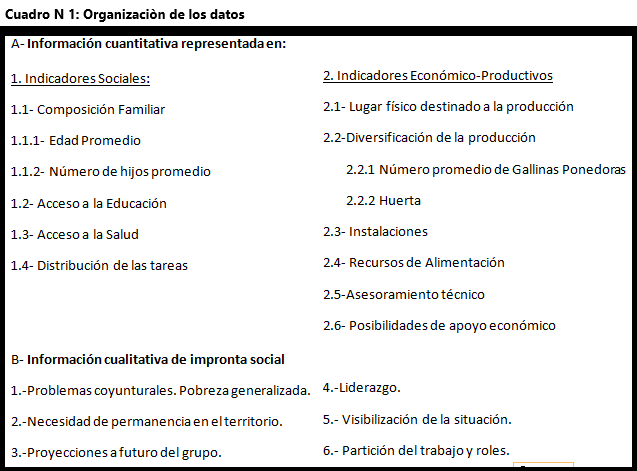 Cuadro N 1: Organizaciòn de los datos
A- Información cuantitativa representada en:
1. Indicadores Sociales:
1.1- Composición Familiar
1.1.1- Edad Promedio
1.1.2- Número de hijos promedio
1.2- Acceso a la Educación
1.3- Acceso a la Salud
1.4- Distribución de las tareas
2. Indicadores Económico-Productivos
2.1- Lugar físico destinado a la producción
2.2-Diversificación de la producción
2.2.1 Número promedio de Gallinas Ponedoras
2.2.2 Huerta
2.3- Instalaciones
2.4- Recursos de Alimentación
2.5-Asesoramiento técnico
2.6- Posibilidades de apoyo económico
B- Información cualitativa de impronta social
1.-Problemas coyunturales. Pobreza generalizada.
2.-Necesidad de permanencia en el territorio.
3.-Proyecciones a futuro del grupo.
4.-Liderazgo.
5.- Visibilización de la situación.
6.- Partición del trabajo y roles.